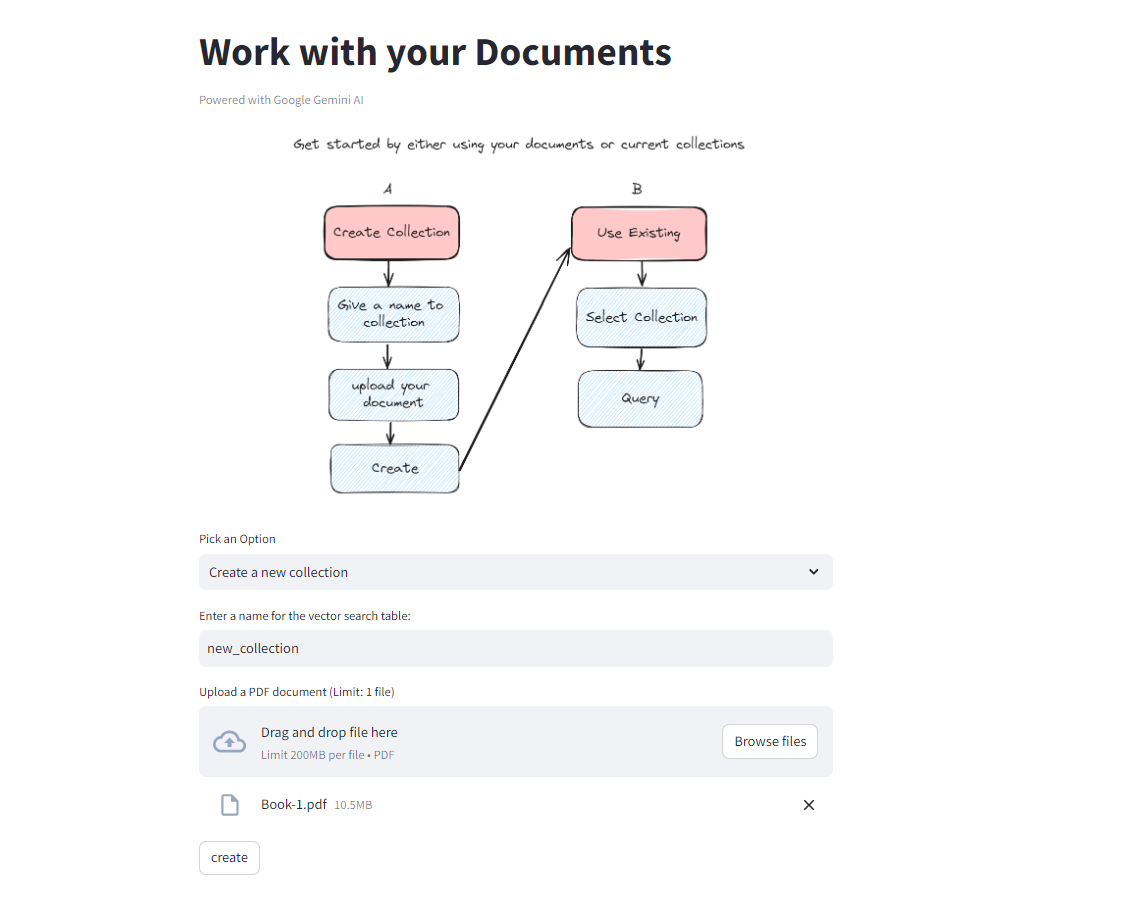 Work with your Documents
Powered with Google Gemini AI
Get started by either using your documents or current collections
A
Create Collection
Give a name to
collection
upload your
document
Create
B
Use Existing
Select Collection
Query
Pick an Option
Create a new collection
Enter a name for the vector search table:
new_collection
Upload a PDF document (Limit: 1 file)
Drag and drop file here
Limit 200MB per file • PDF
Browse files
Book-1.pdf 10.5MB
create